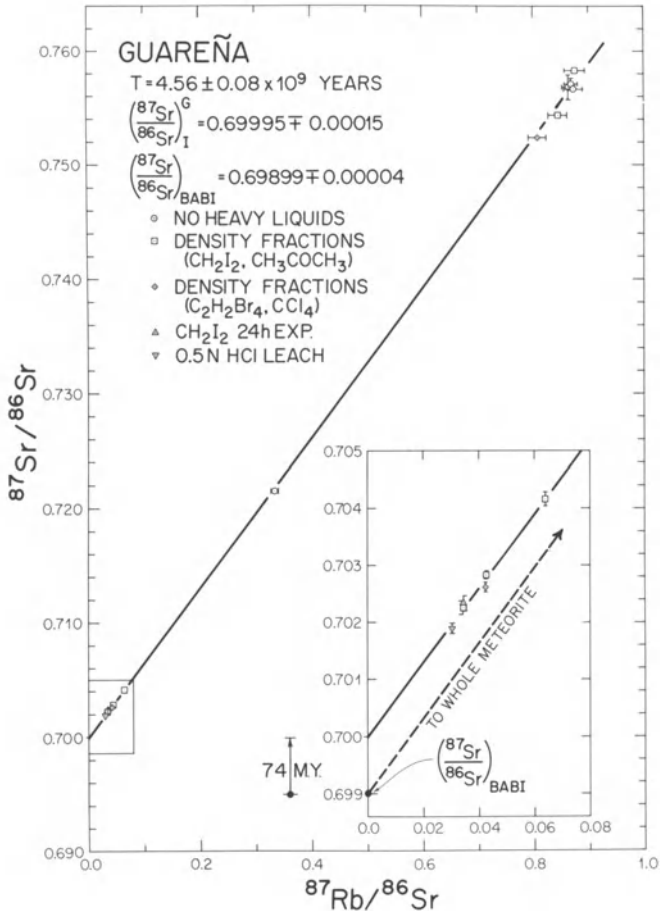 GUAREÑA
T = 4.56 ± 0.08 x 10⁹ YEARS
(⁸⁷Sr/⁸⁶Sr)ᴳ_I = 0.69995 ∓ 0.00015
(⁸⁷Sr/⁸⁶Sr)_BABI = 0.69899 ∓ 0.00004
NO HEAVY LIQUIDS
DENSITY FRACTIONS
(CH₂I₂, CH₃COCH₃)
DENSITY FRACTIONS
(C₂H₂Br₄, CCl₄)
CH₂I₂ 24h EXP.
0.5 N HCl LEACH
⁸⁷Sr/⁸⁶Sr
0.760
0.750
0.740
0.730
0.720
0.710
0.700
0.690
0.0 0.2 0.4 0.6 0.8 1.0
⁸⁷Rb/⁸⁶Sr
74 M.Y.
0.705
0.704
0.703
0.702
0.701
0.700
0.699
0.0 0.02 0.04 0.06 0.08
TO WHOLE METEORITE
(⁸⁷Sr/⁸⁶Sr)_BABI